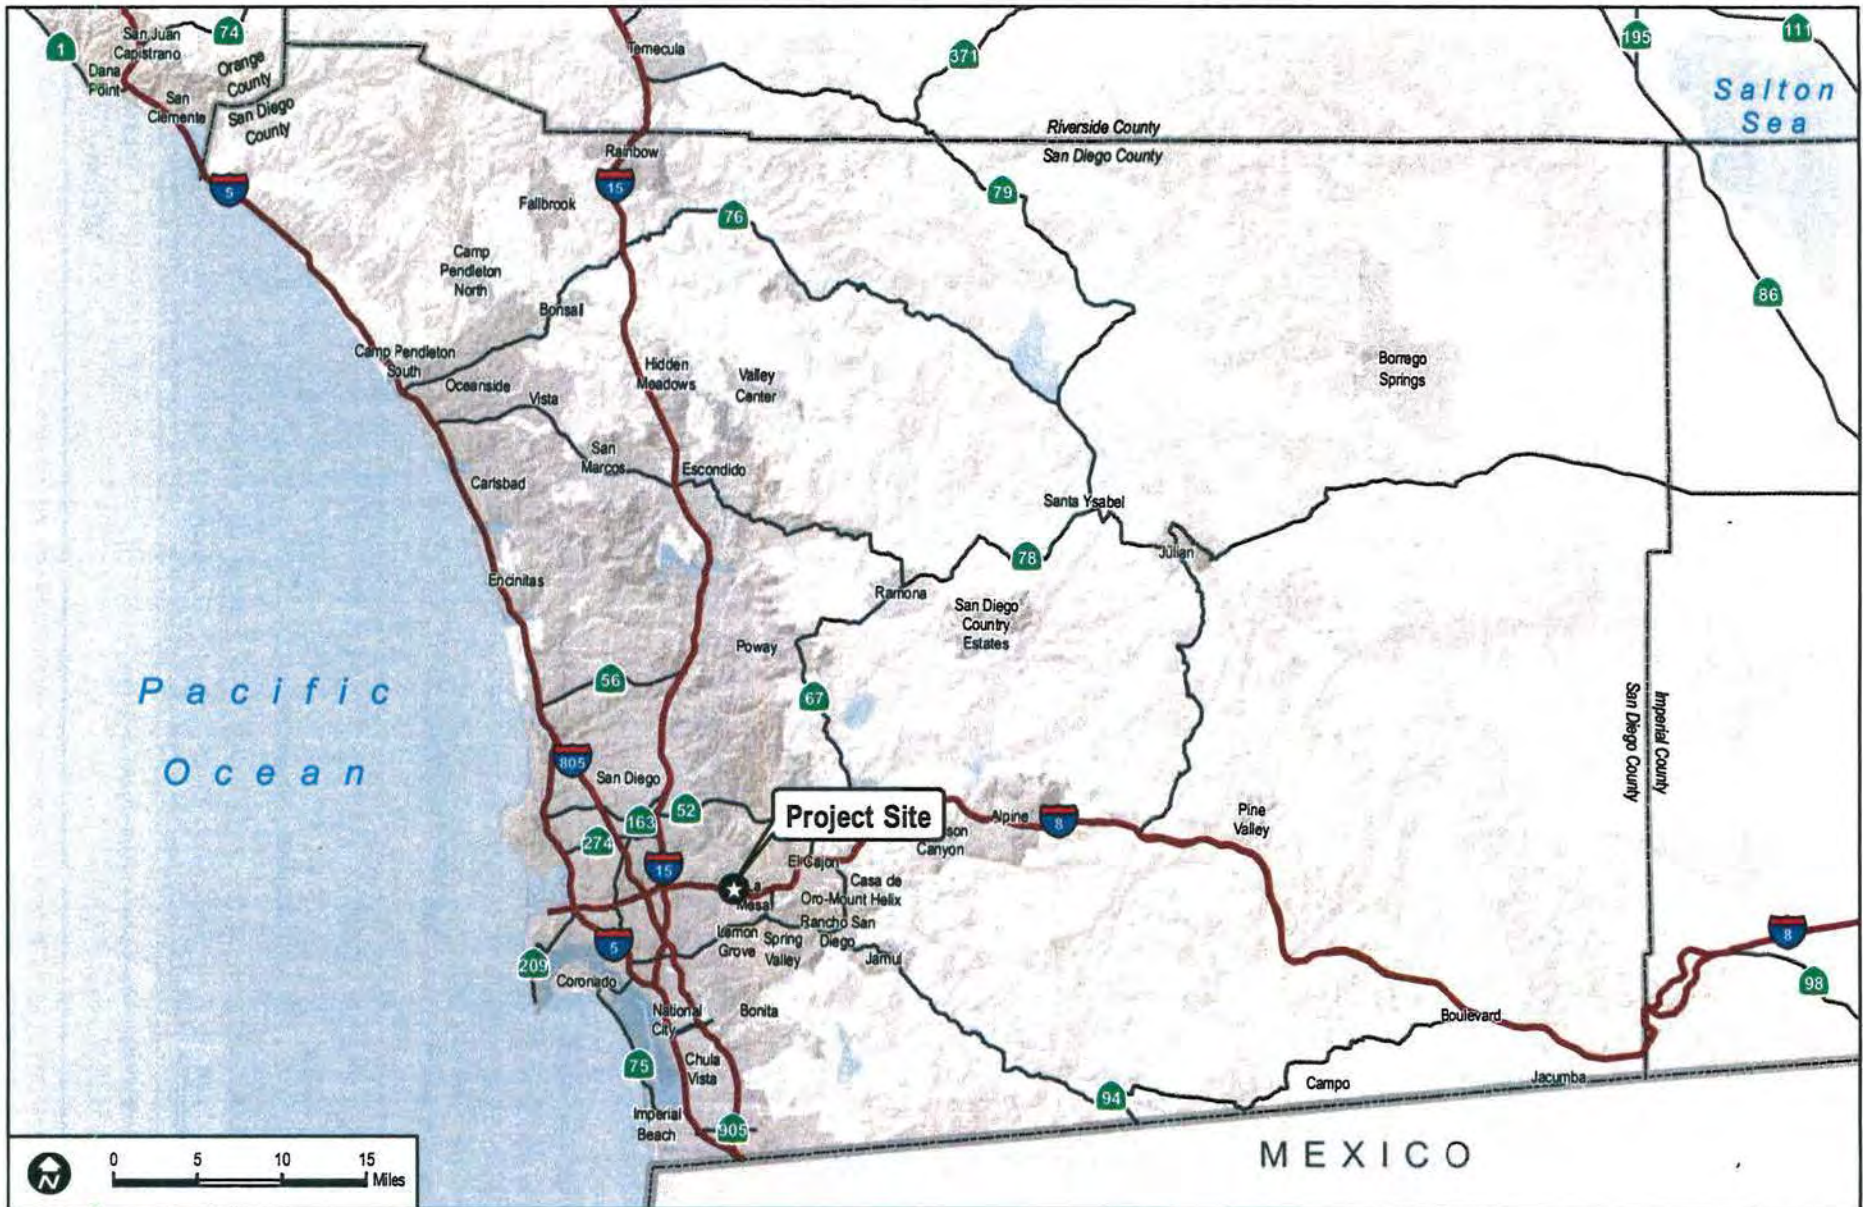 1
San Juan
Capistrano
74
Orange
County
Dana
Point
San
Clemente
San Diego
County
5
Temecula
371
195
111
Salton
Sea
Riverside County
San Diego County
Rainbow
15
Fallbrook
76
79
86
Camp
Pendleton
North
Bonsall
Camp Pendleton
South
Oceanside
Vista
Hidden
Meadows
Valley
Center
Borrego
Springs
San
Marcos
Escondido
Carlsbad
Santa Ysabel
78
Julian
Encinitas
Ramona
San Diego
Country
Estates
Poway
56
67
Pacific
Ocean
Imperial County
San Diego County
805
San Diego
163
52
274
15
Project Site
Alpine
8
Pine
Valley
son
Canyon
El Cajon
La
Mesa
Casa de
Oro-Mount Helix
Rancho San
Diego
Lemon
Grove
Spring
Valley
Jamul
5
209
Coronado
8
98
National
City
Bonita
Boulevard
75
Chula
Vista
Imperial
Beach
905
94
Campo
Jacumba
MEXICO
N
0
5
10
15
Miles